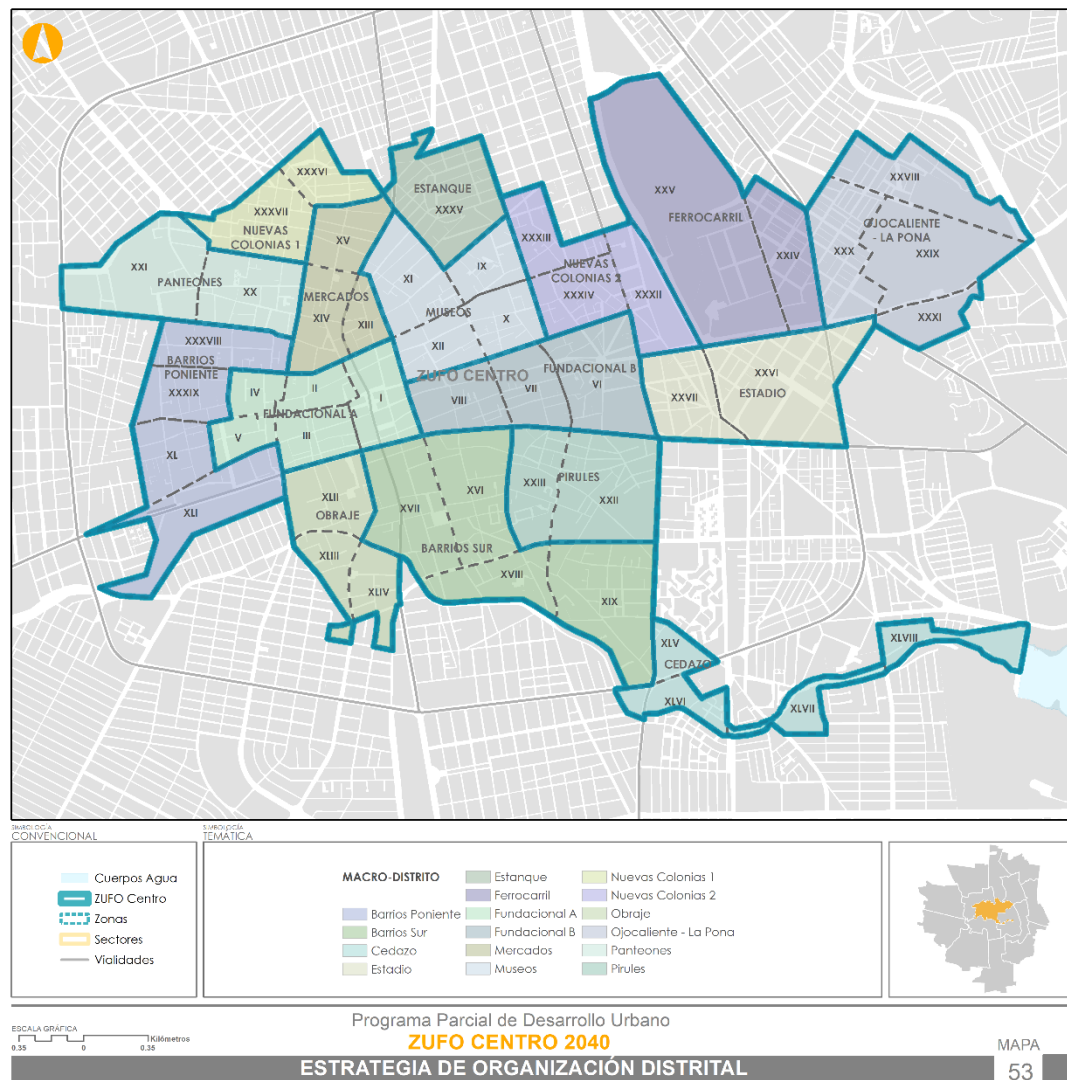 XXXVI
ESTANQUE
XXXV
XXXVII
NUEVAS
COLONIAS 1
XXV
FERROCARRIL
XXVIII
OJOCALIENTE
- LA PONA
XXIX
XXX
XXIV
XXXI
XXI
PANTEONES
XX
XV
MERCADOS
XIV
XIII
XI
IX
MUSEOS
X
XII
XXXIII
NUEVAS
COLONIAS 2
XXXIV
XXXII
XXXVIII
BARRIOS
PONIENTE
XXXIX
XL
XLI
IV
II
I
FUNDACIONAL A
V
III
ZUFO CENTRO
FUNDACIONAL B
VIII
VII
VI
XXVI
XXVII
ESTADIO
XLII
OBRAJE
XLIII
XLIV
XVI
XVII
BARRIOS SUR
XVIII
XIX
XXIII
PIRULES
XXII
XLV
CEDAZO
XLVI
XLVII
XLVIII
SIMBOLOGÍA
CONVENCIONAL
Cuerpos Agua
ZUFO Centro
Zonas
Sectores
Vialidades
SIMBOLOGÍA
TEMATICA
MACRO-DISTRITO
Barrios Poniente
Barrios Sur
Cedazo
Estadio
Estanque
Ferrocarril
Fundacional A
Fundacional B
Mercados
Museos
Nuevas Colonias 1
Nuevas Colonias 2
Obraje
Ojocaliente - La Pona
Panteones
Pirules
ESCALA GRÁFICA
0.35 0 0.35
Kilómetros
Programa Parcial de Desarrollo Urbano
ZUFO CENTRO 2040
ESTRATEGIA DE ORGANIZACIÓN DISTRITAL
MAPA
53